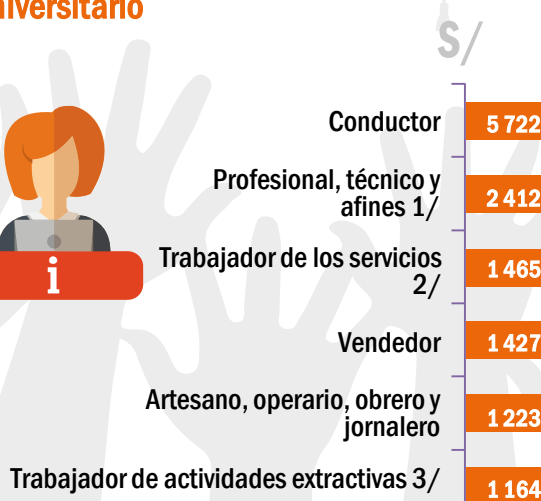 S/
Conductor 5 722
Profesional, técnico y
afines 1/ 2 412
Trabajador de los servicios
2/ 1 465
Vendedor 1 427
Artesano, operario, obrero y
jornalero 1 223
Trabajador de actividades extractivas 3/ 1 164
i